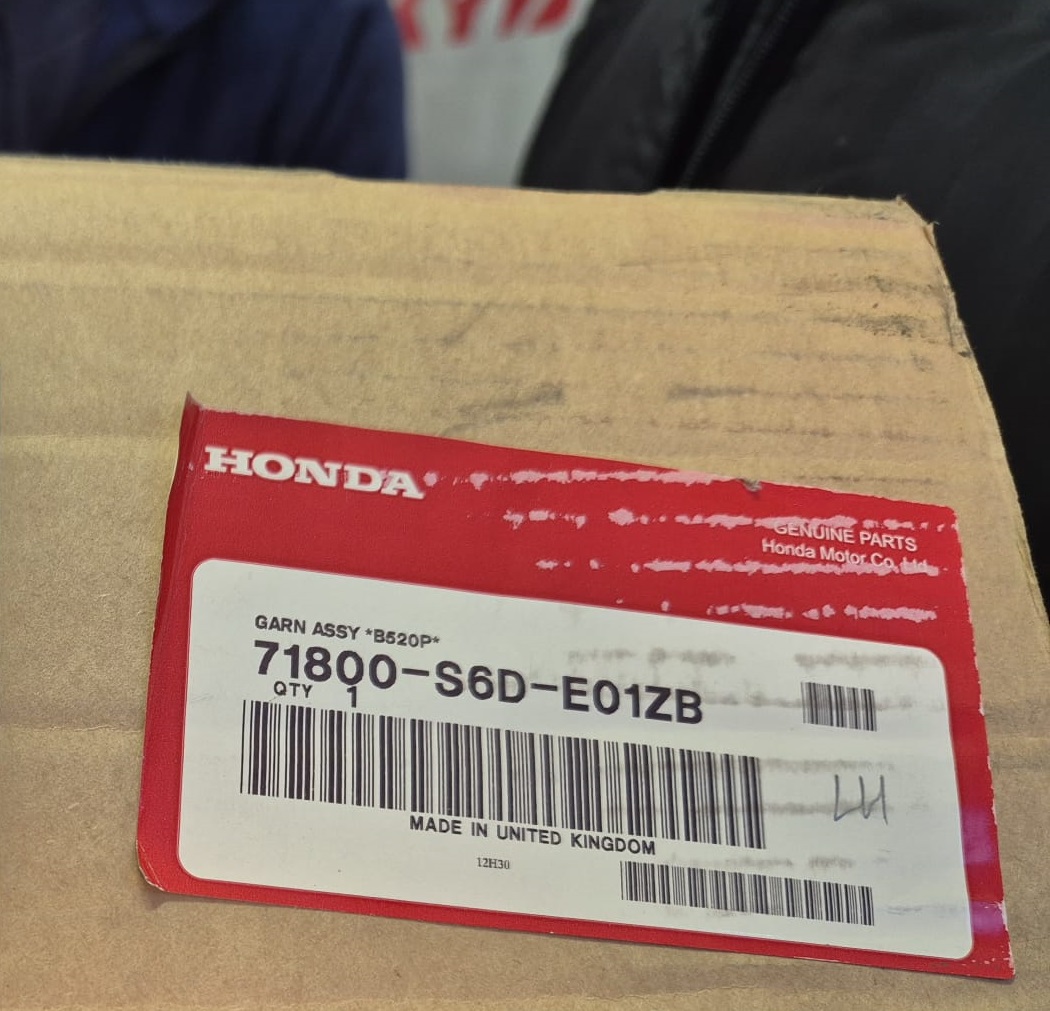 HONDA
GENUINE PARTS
Honda Motor Co., Ltd.
GARN ASSY *B520P*
71800-S6D-E01ZB
QTY 1
LH
MADE IN UNITED KINGDOM
12H30